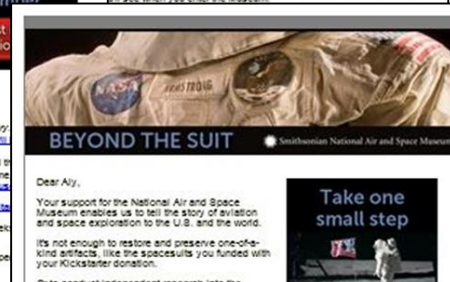 NASA
ARMSTRONG
BEYOND THE SUIT
Smithsonian National Air and Space Museum
Dear Aly,
Your support for the National Air and Space
Museum enables us to tell the story of aviation
and space exploration to the U.S. and the world.
It's not enough to restore and preserve one-of-a-
kind artifacts, like the spacesuits you funded with
your Kickstarter donation.
Take one
small step